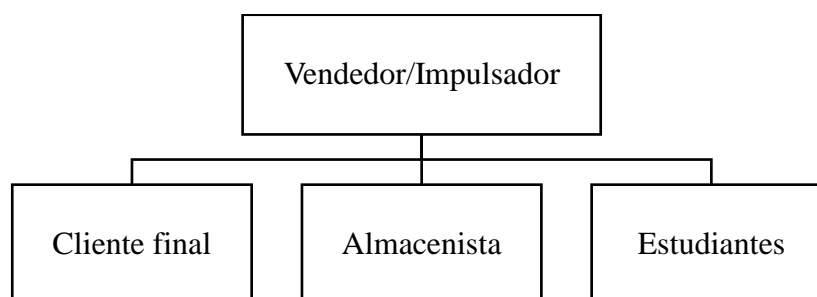 Vendedor/Impulsador
Cliente final
Almacenista
Estudiantes